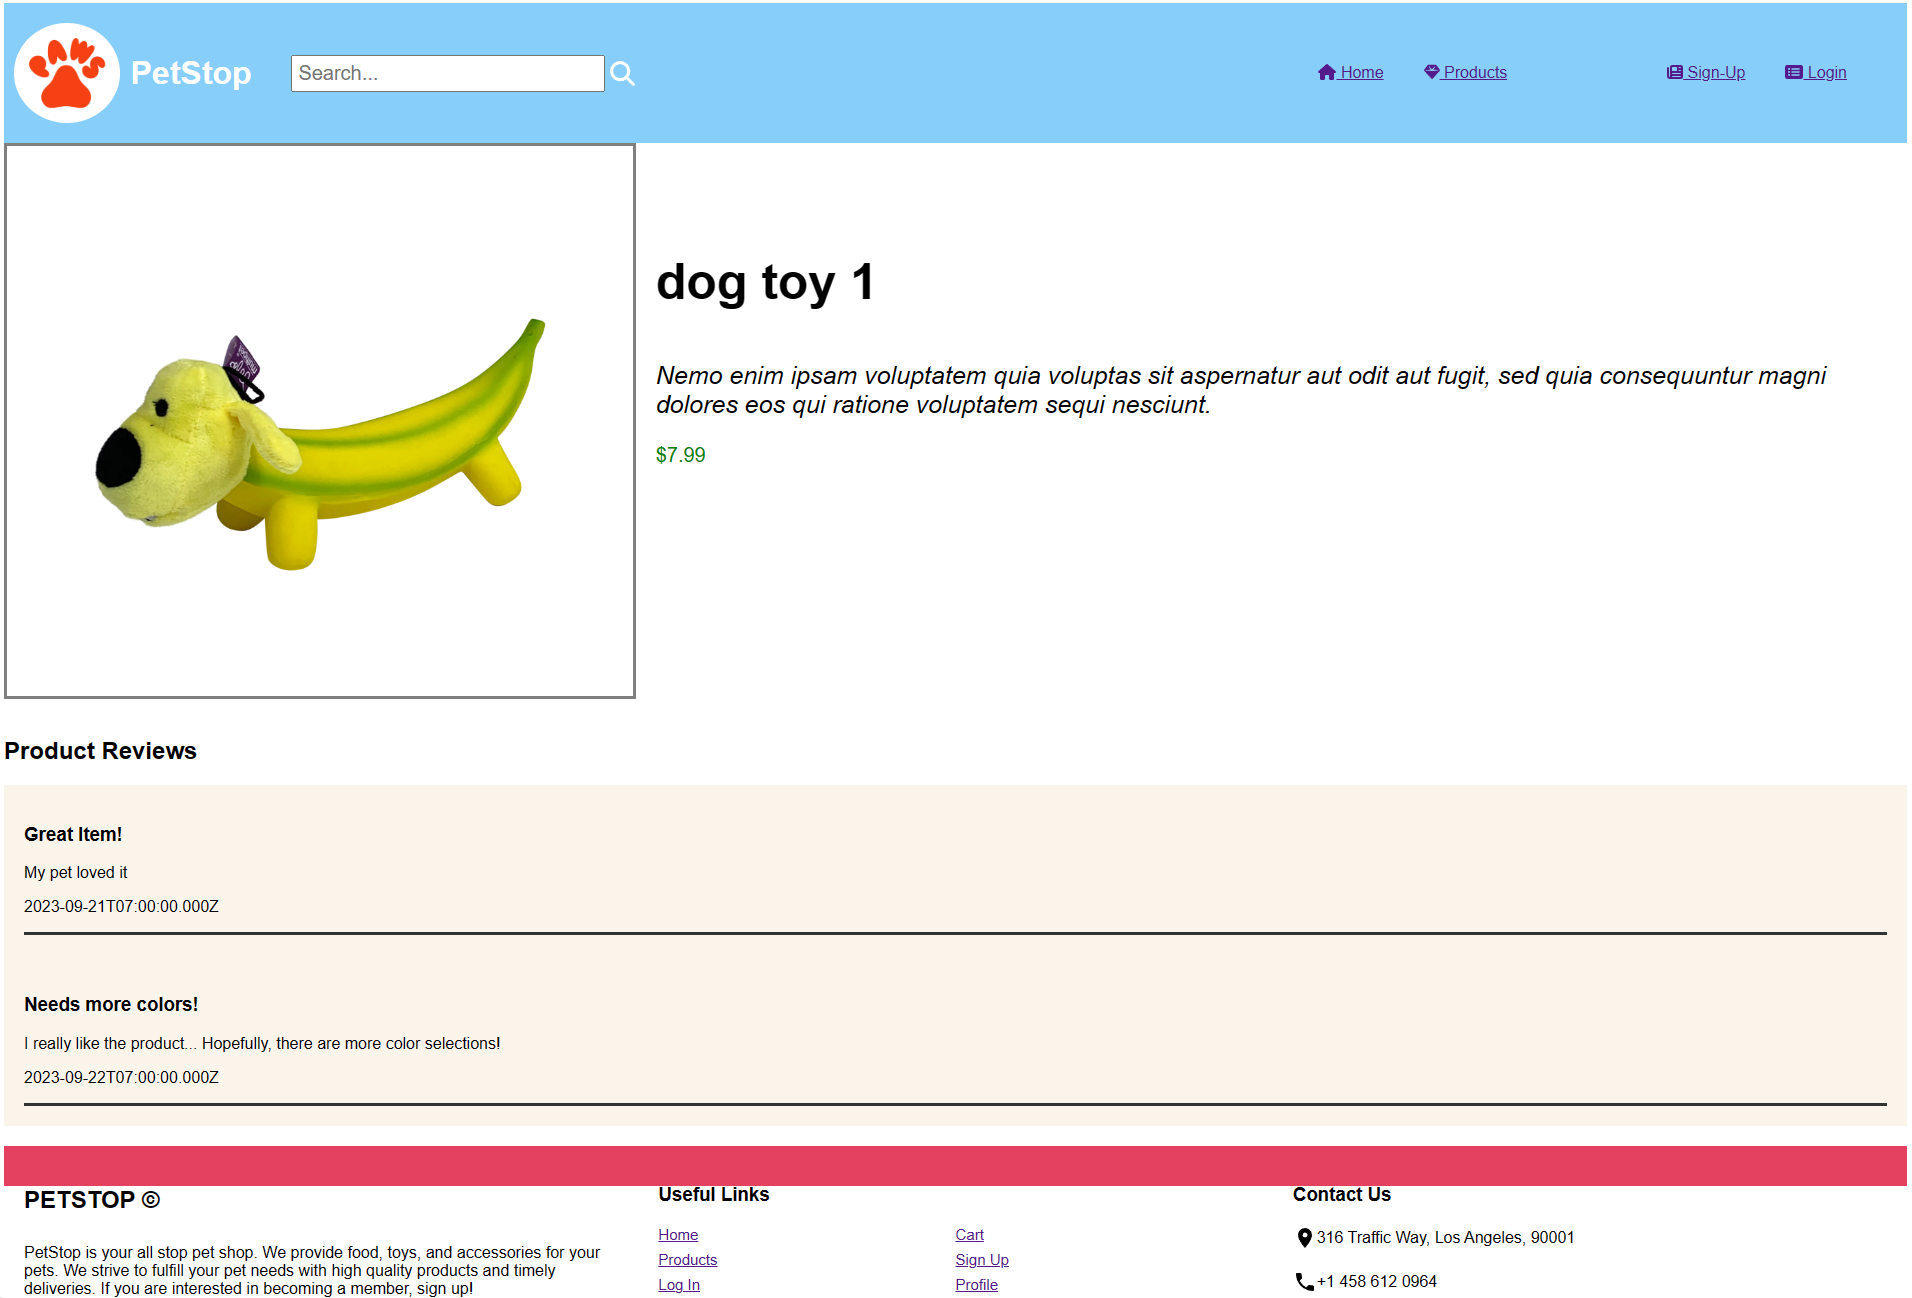 PetStop
Search...
Home
Products
Sign-Up
Login
dog toy 1
Nemo enim ipsam voluptatem quia voluptas sit aspernatur aut odit aut fugit, sed quia consequuntur magni
dolores eos qui ratione voluptatem sequi nesciunt.
$7.99
Product Reviews
Great Item!
My pet loved it
2023-09-21T07:00:00.000Z
Needs more colors!
I really like the product... Hopefully, there are more color selections!
2023-09-22T07:00:00.000Z
PETSTOP ©
PetStop is your all stop pet shop. We provide food, toys, and accessories for your
pets. We strive to fulfill your pet needs with high quality products and timely
deliveries. If you are interested in becoming a member, sign up!
Useful Links
Home
Products
Log In
Cart
Sign Up
Profile
Contact Us
316 Traffic Way, Los Angeles, 90001
+1 458 612 0964